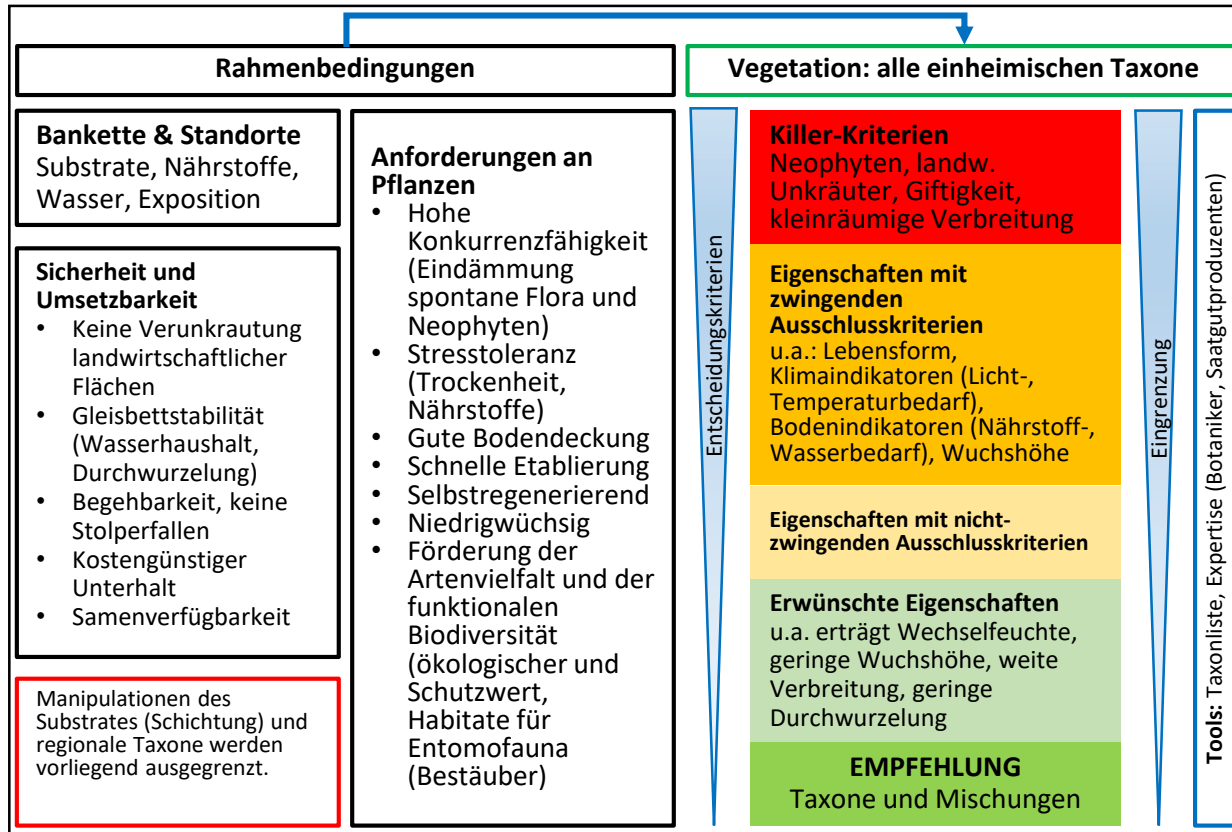 Rahmenbedingungen
Vegetation: alle einheimischen Taxone
Bankette & Standorte
Substrate, Nährstoffe,
Wasser, Exposition
Sicherheit und
Umsetzbarkeit
• Keine Verunkrautung
landwirtschaftlicher
Flächen
• Gleisbettstabilität
(Wasserhaushalt,
Durchwurzelung)
• Begehbarkeit, keine
Stolperfallen
• Kostengünstiger
Unterhalt
• Samenverfügbarkeit
Manipulationen des
Substrates (Schichtung) und
regionale Taxone werden
vorliegend ausgegrenzt.
Anforderungen an
Pflanzen
• Hohe
Konkurrenzfähigkeit
(Eindämmung
spontane Flora und
Neophyten)
• Stresstoleranz
(Trockenheit,
Nährstoffe)
• Gute Bodendeckung
• Schnelle Etablierung
• Selbstregenerierend
• Niedrigwüchsig
• Förderung der
Artenvielfalt und der
funktionalen
Biodiversität
(ökologischer und
Schutzwert,
Habitate für
Entomofauna
(Bestäuber)
Entscheidungskriterien
Killer-Kriterien
Neophyten, landw.
Unkräuter, Giftigkeit,
kleinräumige Verbreitung
Eigenschaften mit
zwingenden
Ausschlusskriterien
u.a.: Lebensform,
Klimaindikatoren (Licht-,
Temperaturbedarf),
Bodenindikatoren (Nährstoff-,
Wasserbedarf), Wuchshöhe
Eigenschaften mit nicht-
zwingenden Ausschlusskriterien
Erwünschte Eigenschaften
u.a. erträgt Wechselfeuchte,
geringe Wuchshöhe, weite
Verbreitung, geringe
Durchwurzelung
EMPFEHLUNG
Taxone und Mischungen
Eingrenzung
Tools: Taxonliste, Expertise (Botaniker, Saatgutproduzenten)